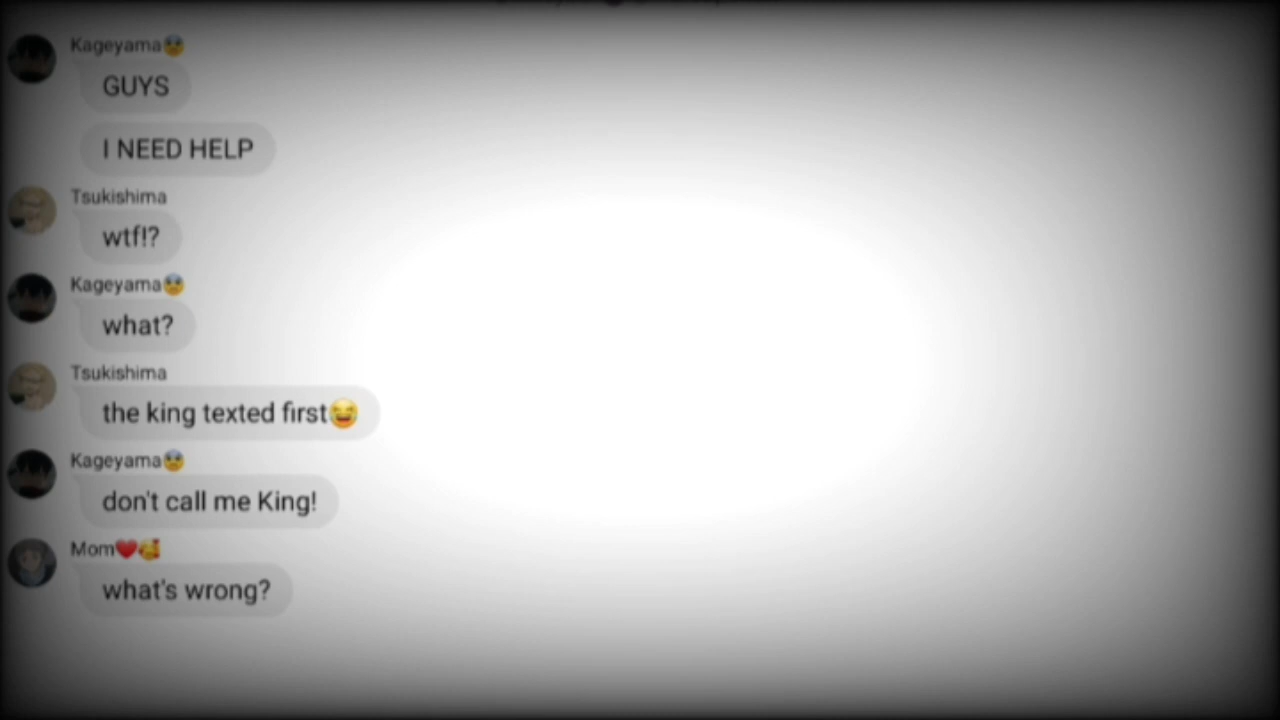 Kageyama😨
GUYS
I NEED HELP
Tsukishima
wtf!?
Kageyama😨
what?
Tsukishima
the king texted first😂
Kageyama😨
don't call me King!
Mom❤️🥰
what's wrong?